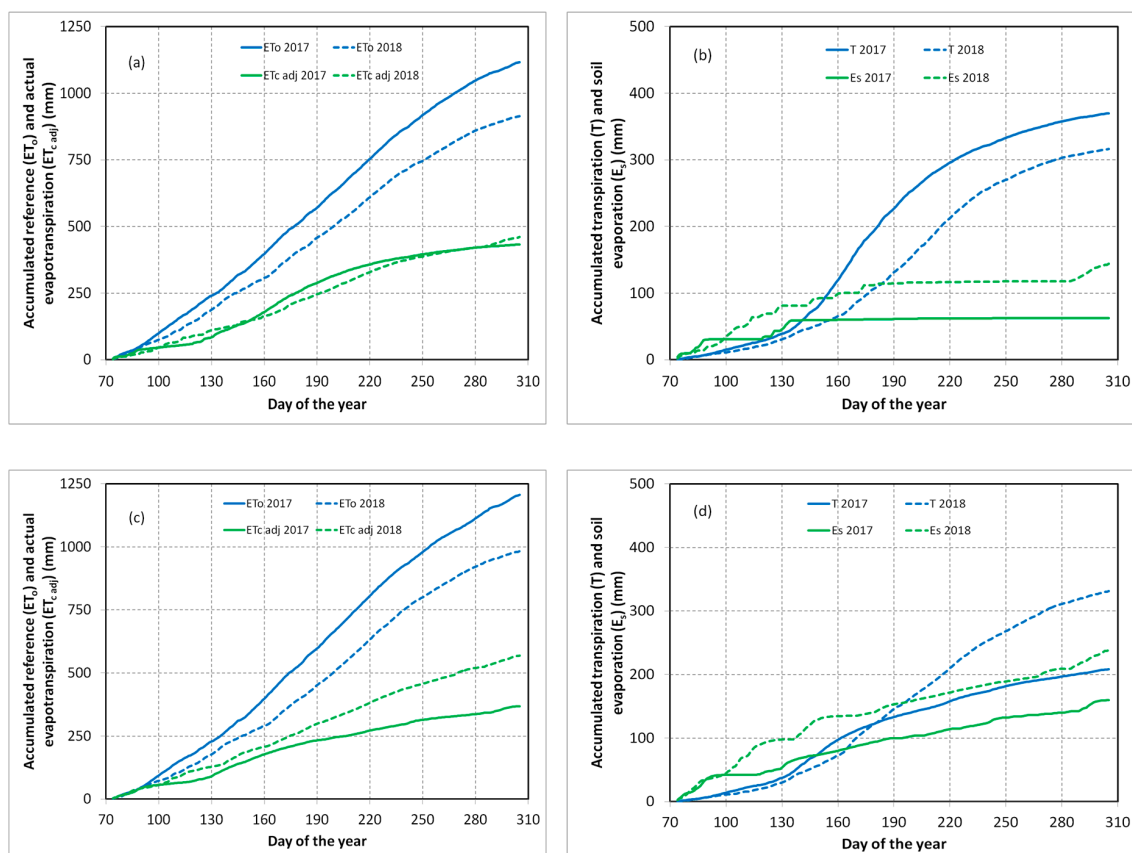 (a)
ETo 2017
ETo 2018
ETc adj 2017
ETc adj 2018
Accumulated reference (ETo) and actual
evapotranspiration (ETc adj) (mm)
1250
1000
750
500
250
0
70 100 130 160 190 220 250 280 310
Day of the year
(b)
T 2017
T 2018
Es 2017
Es 2018
Accumulated transpiration (T) and soil
evaporation (Es) (mm)
500
400
300
200
100
0
70 100 130 160 190 220 250 280 310
Day of the year
(c)
ETo 2017
ETo 2018
ETc adj 2017
ETc adj 2018
Accumulated reference (ETo) and actual
evapotranspiration (ETc adj) (mm)
1250
1000
750
500
250
0
70 100 130 160 190 220 250 280 310
Day of the year
(d)
T 2017
T 2018
Es 2017
Es 2018
Accumulated transpiration (T) and soil
evaporation (Es) (mm)
500
400
300
200
100
0
70 100 130 160 190 220 250 280 310
Day of the year